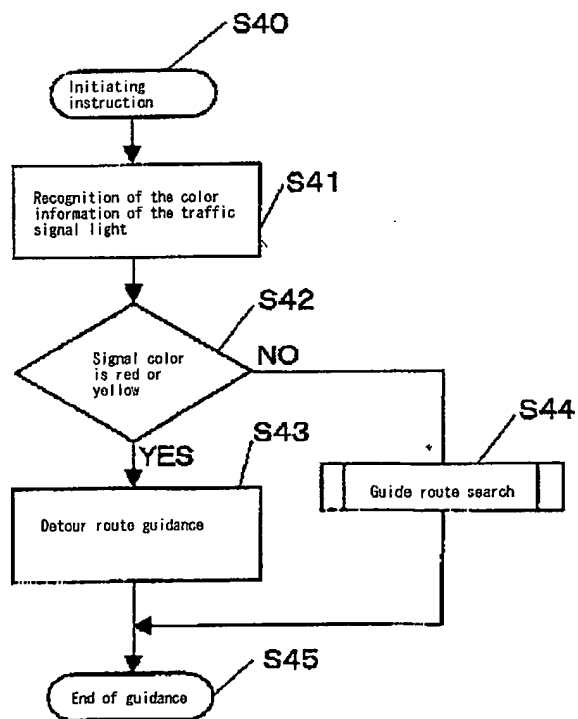 S40
Initiating
instruction
S41
Recognition of the color
information of the traffic
signal light
S42
Signal color
is red or
yellow
NO
YES
S43
Detour route guidance
S44
Guide route search
S45
End of guidance